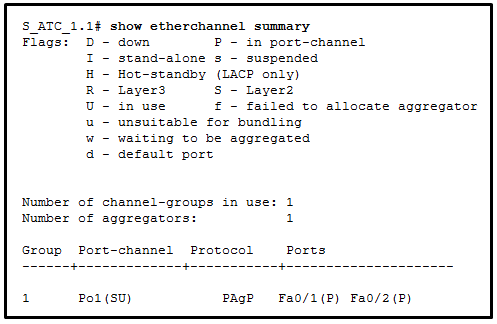 S_ATC_1.1# show etherchannel summary
Flags:  D - down        P - in port-channel
        I - stand-alone s - suspended
        H - Hot-standby (LACP only)
        R - Layer3      S - Layer2
        U - in use      f - failed to allocate aggregator
        u - unsuitable for bundling
        w - waiting to be aggregated
        d - default port
Number of channel-groups in use: 1
Number of aggregators:           1
Group  Port-channel  Protocol    Ports
------+-------------+-----------+---------------------
1      Po1(SU)           PAgP   Fa0/1(P) Fa0/2(P)